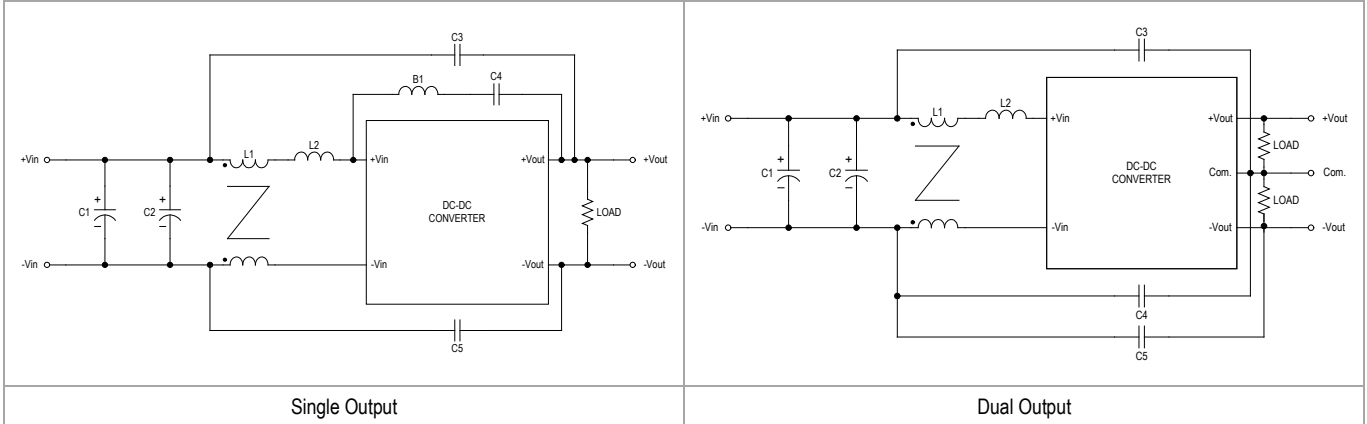 C3
B1
C4
+Vin
L1
L2
+Vin
+Vout
+Vout
C1
+
−
C2
+
−
DC-DC
CONVERTER
LOAD
-Vin
-Vin
-Vout
-Vout
C5
Single Output
C3
+Vin
L1
L2
+Vin
+Vout
+Vout
LOAD
C1
+
−
C2
+
−
DC-DC
CONVERTER
Com.
Com.
LOAD
-Vin
-Vin
-Vout
-Vout
C4
C5
Dual Output